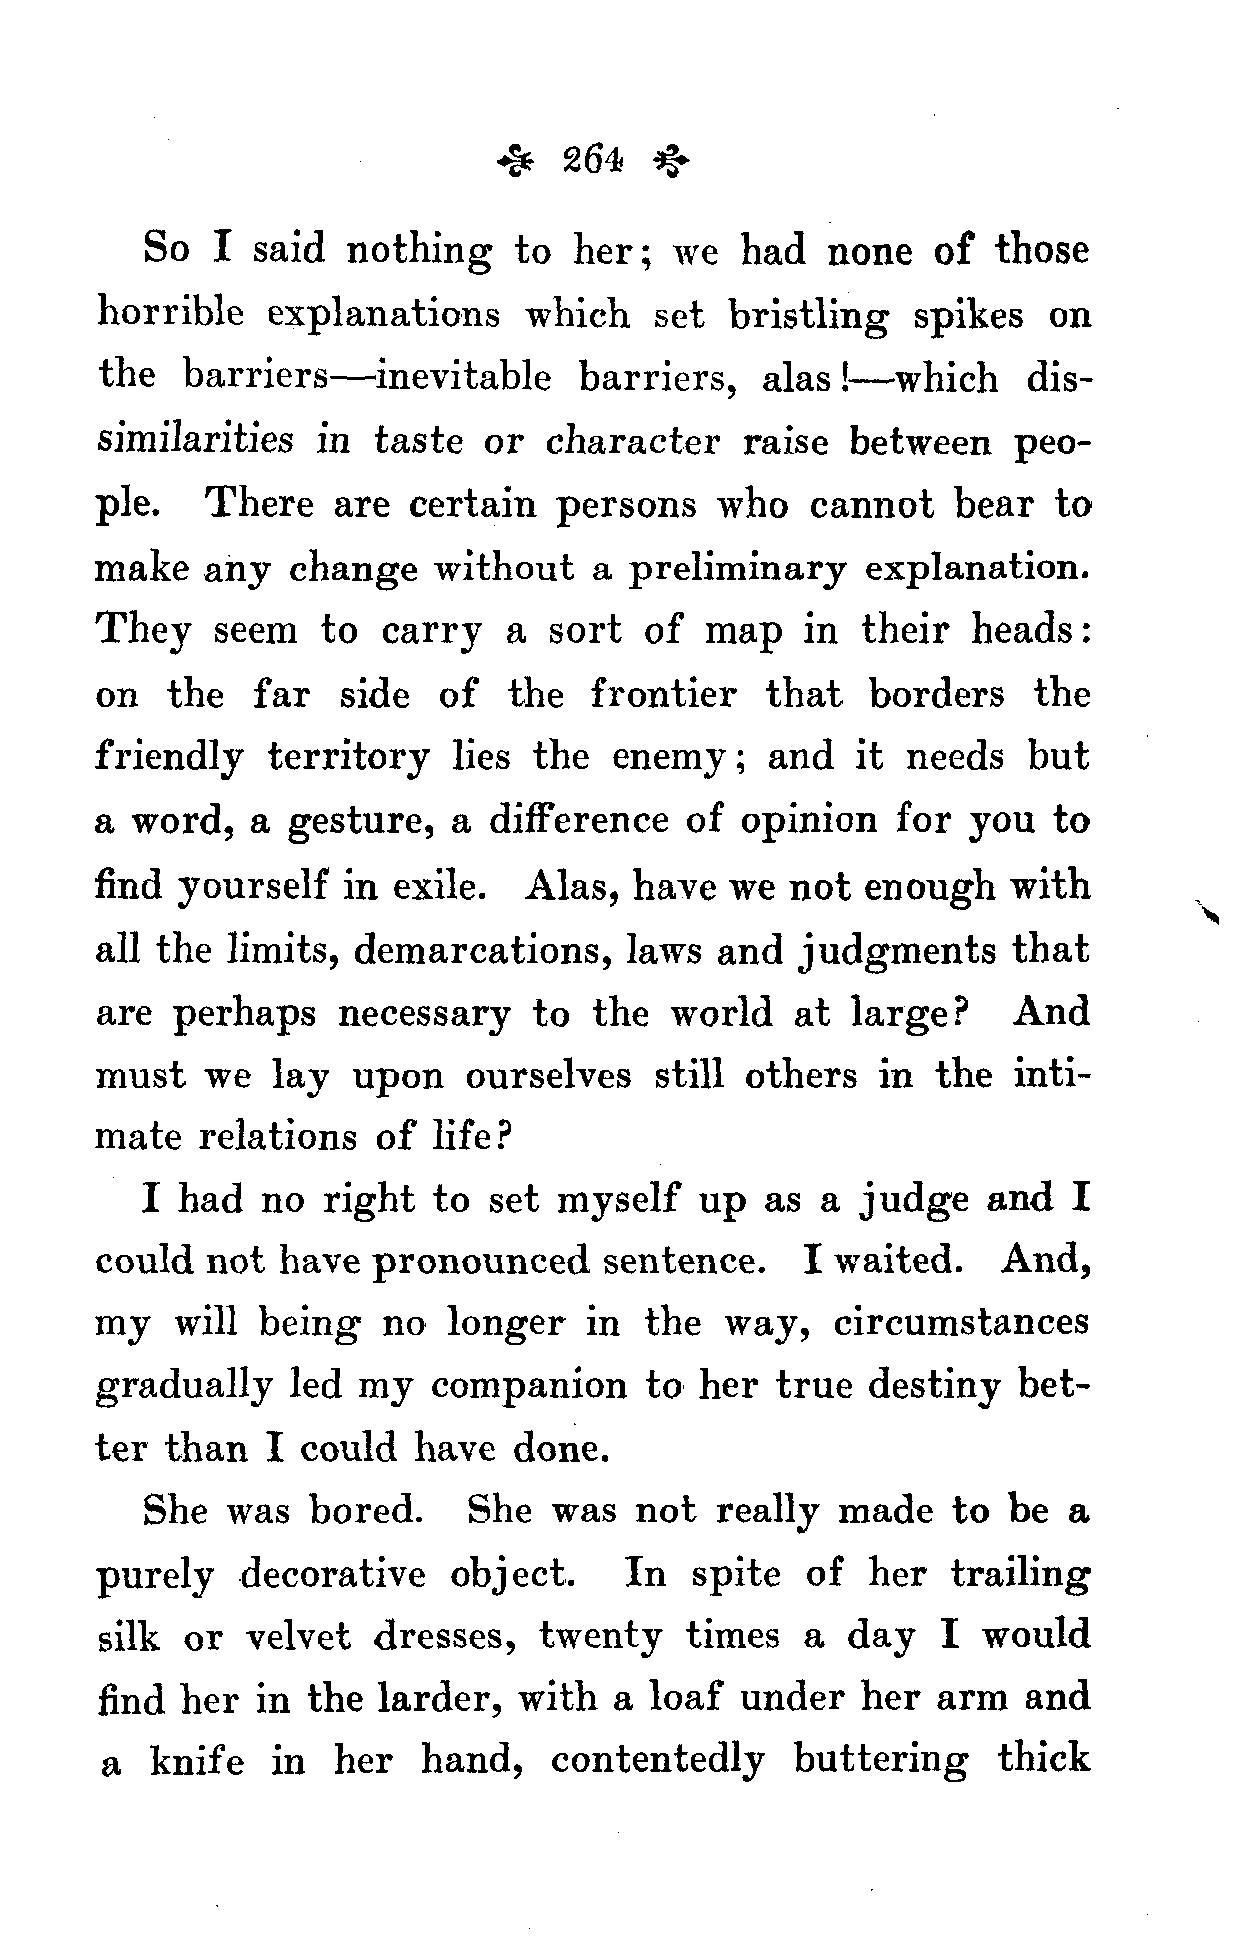 264
So I said nothing to her; we had none of those
horrible explanations which set bristling spikes on
the barriers—inevitable barriers, alas!—which dis-
similarities in taste or character raise between peo-
ple. There are certain persons who cannot bear to
make any change without a preliminary explanation.
They seem to carry a sort of map in their heads:
on the far side of the frontier that borders the
friendly territory lies the enemy; and it needs but
a word, a gesture, a difference of opinion for you to
find yourself in exile. Alas, have we not enough with
all the limits, demarcations, laws and judgments that
are perhaps necessary to the world at large? And
must we lay upon ourselves still others in the inti-
mate relations of life?
I had no right to set myself up as a judge and I
could not have pronounced sentence. I waited. And,
my will being no longer in the way, circumstances
gradually led my companion to her true destiny bet-
ter than I could have done.
She was bored. She was not really made to be a
purely decorative object. In spite of her trailing
silk or velvet dresses, twenty times a day I would
find her in the larder, with a loaf under her arm and
a knife in her hand, contentedly buttering thick